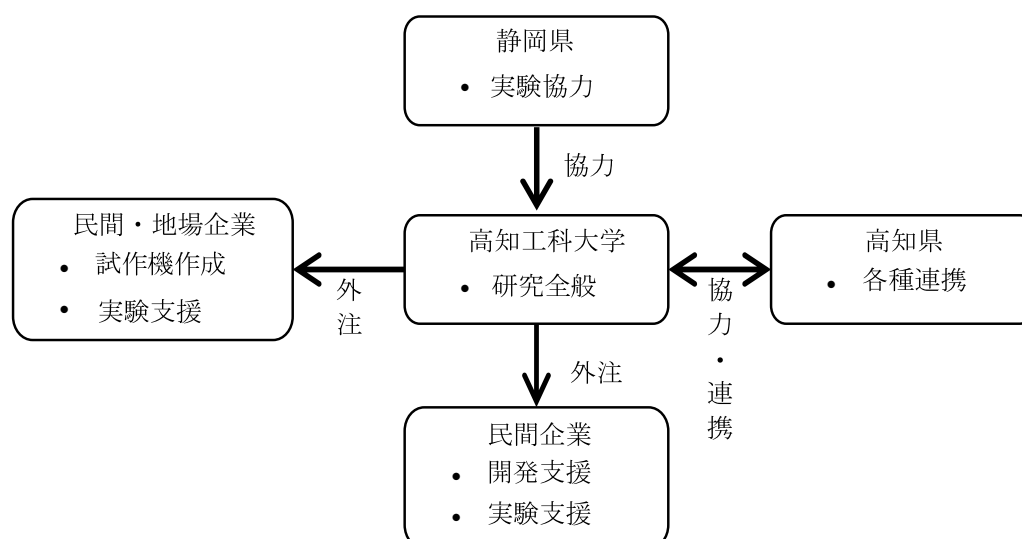 静岡県
• 実験協力
協力
民間・地場企業
• 試作機作成
• 実験支援
外注
高知工科大学
• 研究全般
協力・連携
高知県
• 各種連携
外注
民間企業
• 開発支援
• 実験支援